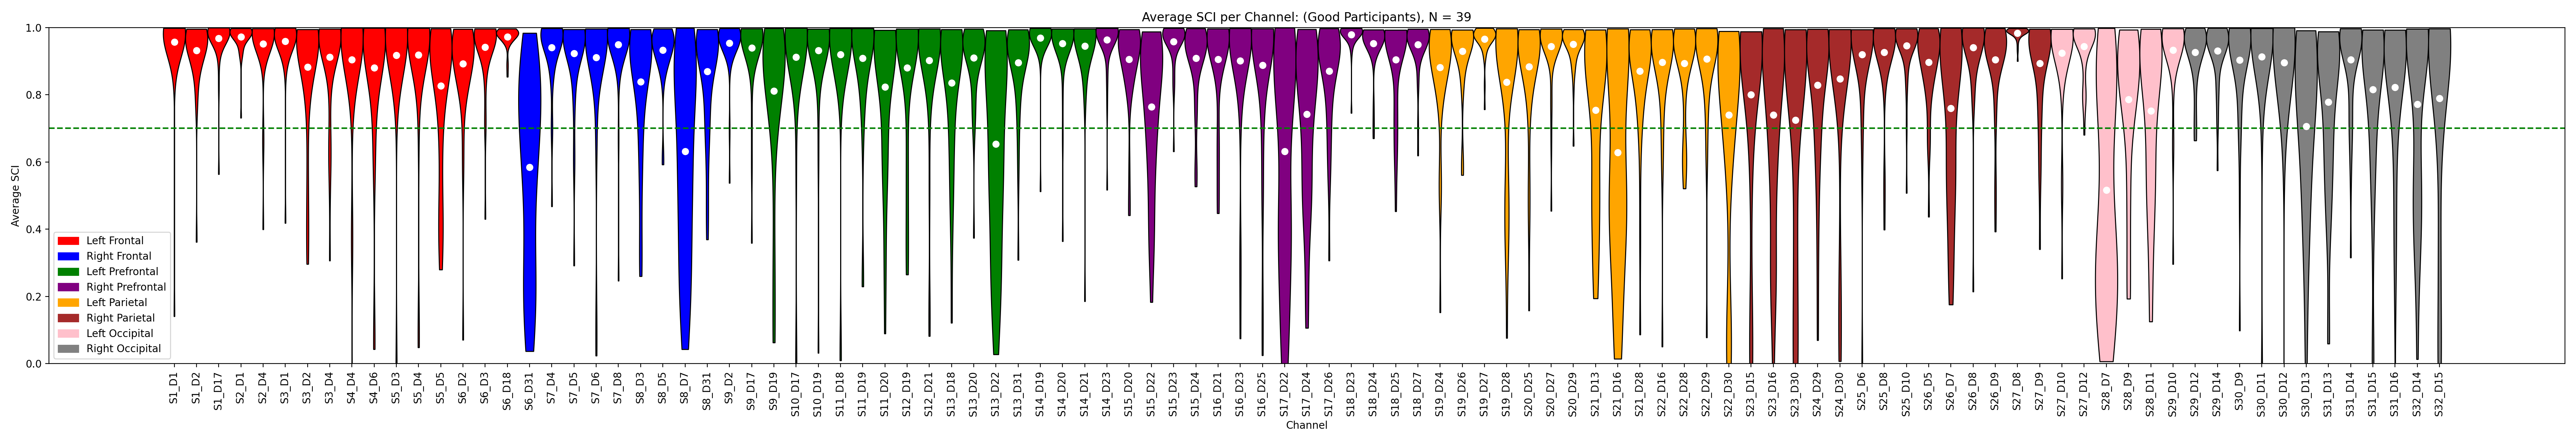 Average SCI per Channel: (Good Participants), N = 39
Average SCI
1.0
0.8
0.6
0.4
0.2
0.0
Left Frontal
Right Frontal
Left Prefrontal
Right Prefrontal
Left Parietal
Right Parietal
Left Occipital
Right Occipital
S1_D1
S1_D2
S1_D17
S2_D1
S2_D4
S3_D1
S3_D2
S3_D4
S4_D4
S4_D6
S5_D3
S5_D4
S5_D5
S6_D2
S6_D3
S6_D18
S6_D31
S7_D4
S7_D5
S7_D6
S7_D8
S8_D3
S8_D5
S8_D7
S8_D31
S9_D2
S9_D17
S9_D19
S10_D17
S10_D19
S11_D18
S11_D19
S11_D20
S12_D19
S12_D21
S13_D18
S13_D20
S13_D22
S13_D31
S14_D19
S14_D20
S14_D21
S14_D23
S15_D20
S15_D22
S15_D23
S16_D20
S16_D21
S16_D23
S16_D25
S17_D22
S17_D24
S17_D26
S18_D23
S18_D24
S18_D25
S18_D27
S19_D24
S19_D26
S19_D27
S19_D28
S20_D25
S20_D27
S20_D29
S21_D13
S21_D16
S21_D28
S22_D16
S22_D28
S22_D29
S22_D30
S23_D15
S23_D16
S23_D30
S24_D29
S24_D30
S25_D6
S25_D8
S25_D10
S26_D5
S26_D7
S26_D8
S26_D9
S27_D8
S27_D9
S27_D10
S27_D12
S28_D7
S28_D9
S28_D11
S29_D10
S29_D12
S29_D14
S30_D9
S30_D11
S30_D12
S30_D13
S31_D13
S31_D14
S31_D15
S31_D16
S32_D14
S32_D15
Channel